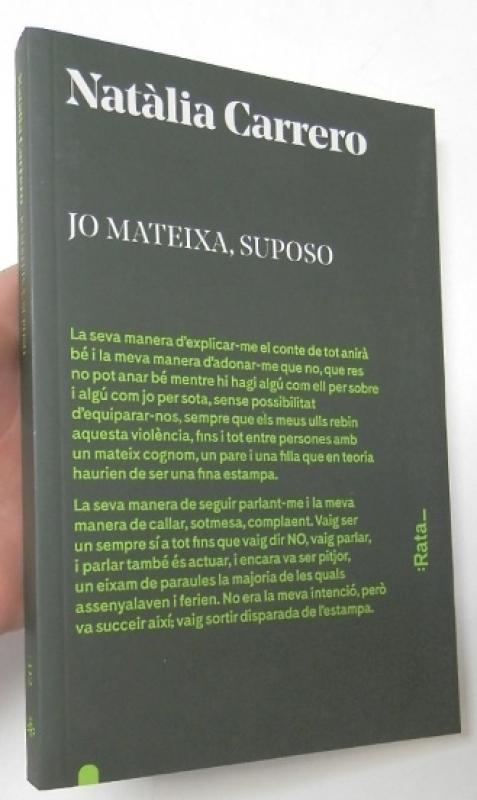 Natàlia Carrero
JO MATEIXA, SUPOSO
La seva manera d'explicar-me el conte de tot anirà
bé i la meva manera d'adonar-me que no, que res
no pot anar bé mentre hi hagi algú com ell per sobre
i algú com jo per sota, sense possibilitat
d'equiparar-nos, sempre que els meus ulls rebin
aquesta violència, fins i tot entre persones amb
un mateix cognom, un pare i una filla que en teoria
haurien de ser una fina estampa.
La seva manera de seguir parlant-me i la meva
manera de callar, sotmesa, complaent. Vaig ser
un sempre sí a tot fins que vaig dir NO, vaig parlar,
i parlar també és actuar, i encara va ser pitjor,
un eixam de paraules la majoria de les quals
assenyalaven i ferien. No era la meva intenció, però
va succeir així; vaig sortir disparada de l'estampa.
:Rata_